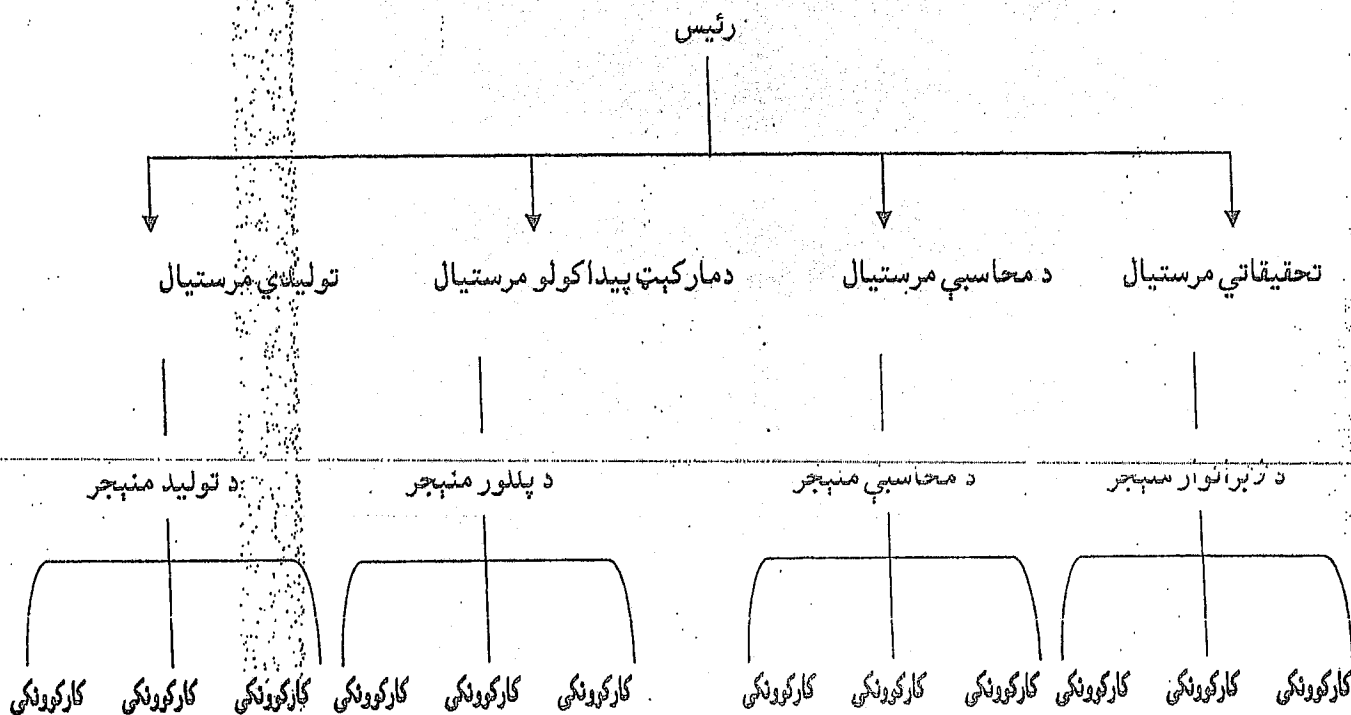 رئیس
تحقیقاتي مرستیال د محاسبې مرستیال دمارکېټ پیداکولو مرستیال تولیدي مرستیال
د منېجر د محاسبې منېجر د پللور منېجر د تولید منېجر
کارکوونکی کارکوونکی کارکوونکی کارکوونکی کارکوونکی کارکوونکی کارکوونکی کارکوونکی کارکوونکی کارکوونکی کارکوونکی کارکوونکی